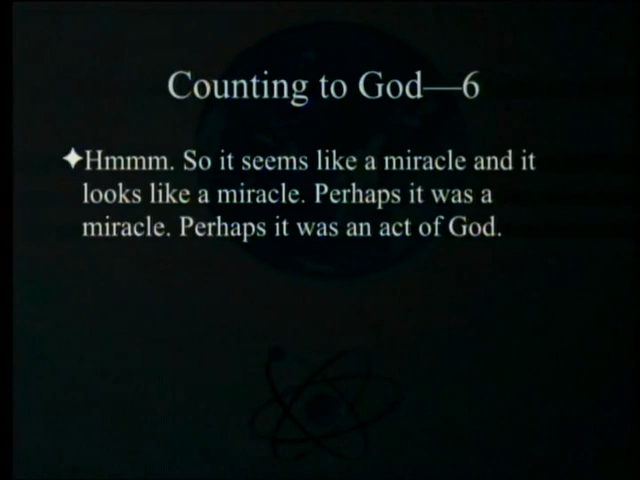 Counting to God—6
✦Hmmm. So it seems like a miracle and it
looks like a miracle. Perhaps it was a
miracle. Perhaps it was an act of God.